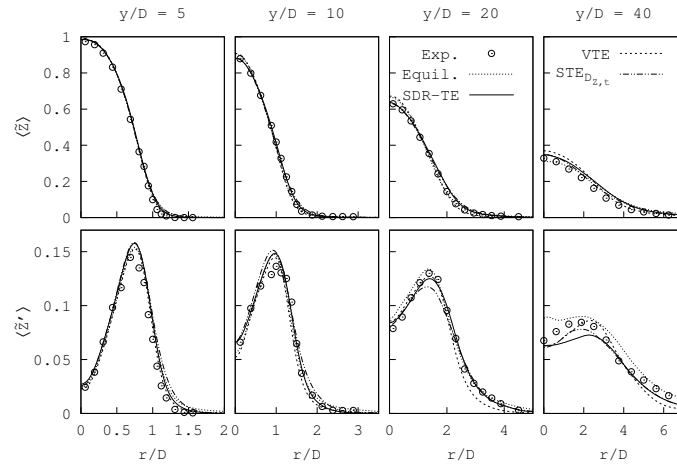 y/D = 5 y/D = 10 y/D = 20 y/D = 40
1
0.8
0.6
0.4
0.2
0
⟨Z̃⟩
Exp.
Equil.
SDR-TE
VTE
STE_{D_{Z,t}}
0.15
0.1
0.05
0
⟨Z̃'⟩
0 0.5 1 1.5 2 0 1 2 3 0 2 4 0 2 4 6
r/D r/D r/D r/D